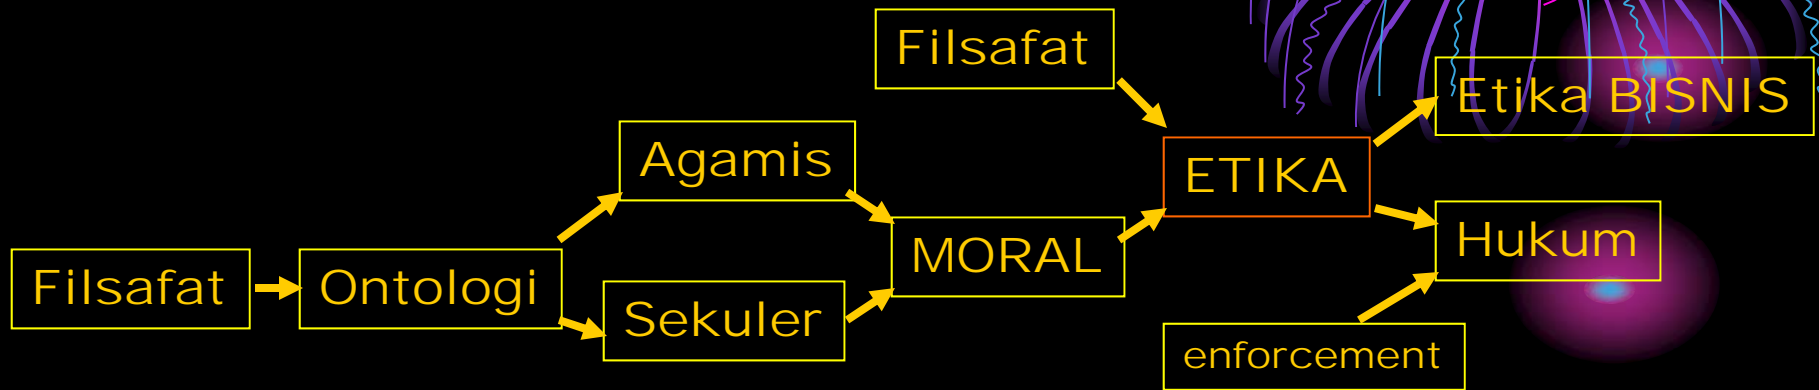 Filsafat
Etika BISNIS
Agamis
ETIKA
MORAL
Hukum
Filsafat
Ontologi
Sekuler
enforcement